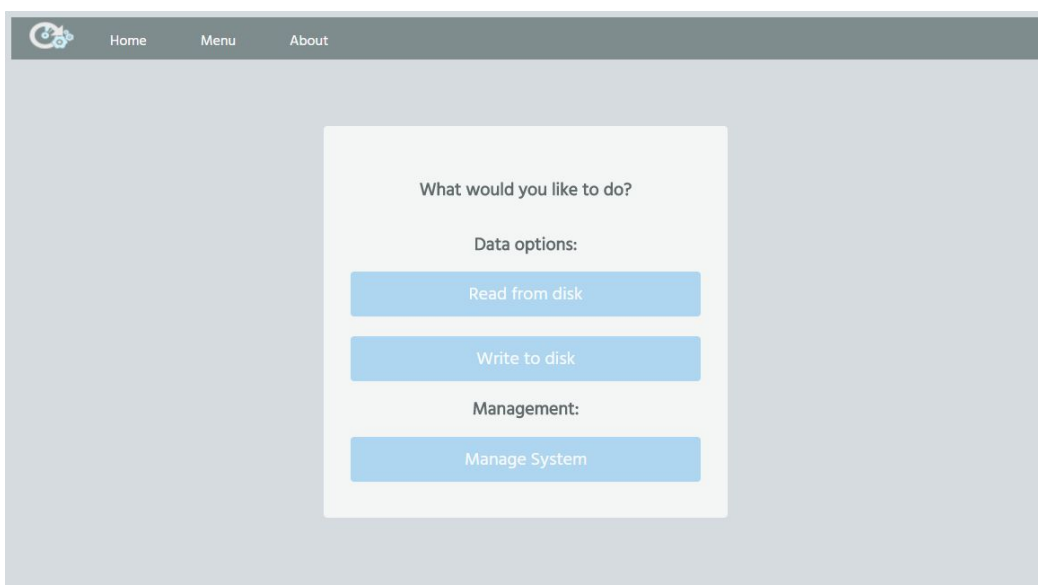 Home Menu About
What would you like to do?
Data options:
Read from disk
Write to disk
Management:
Manage System